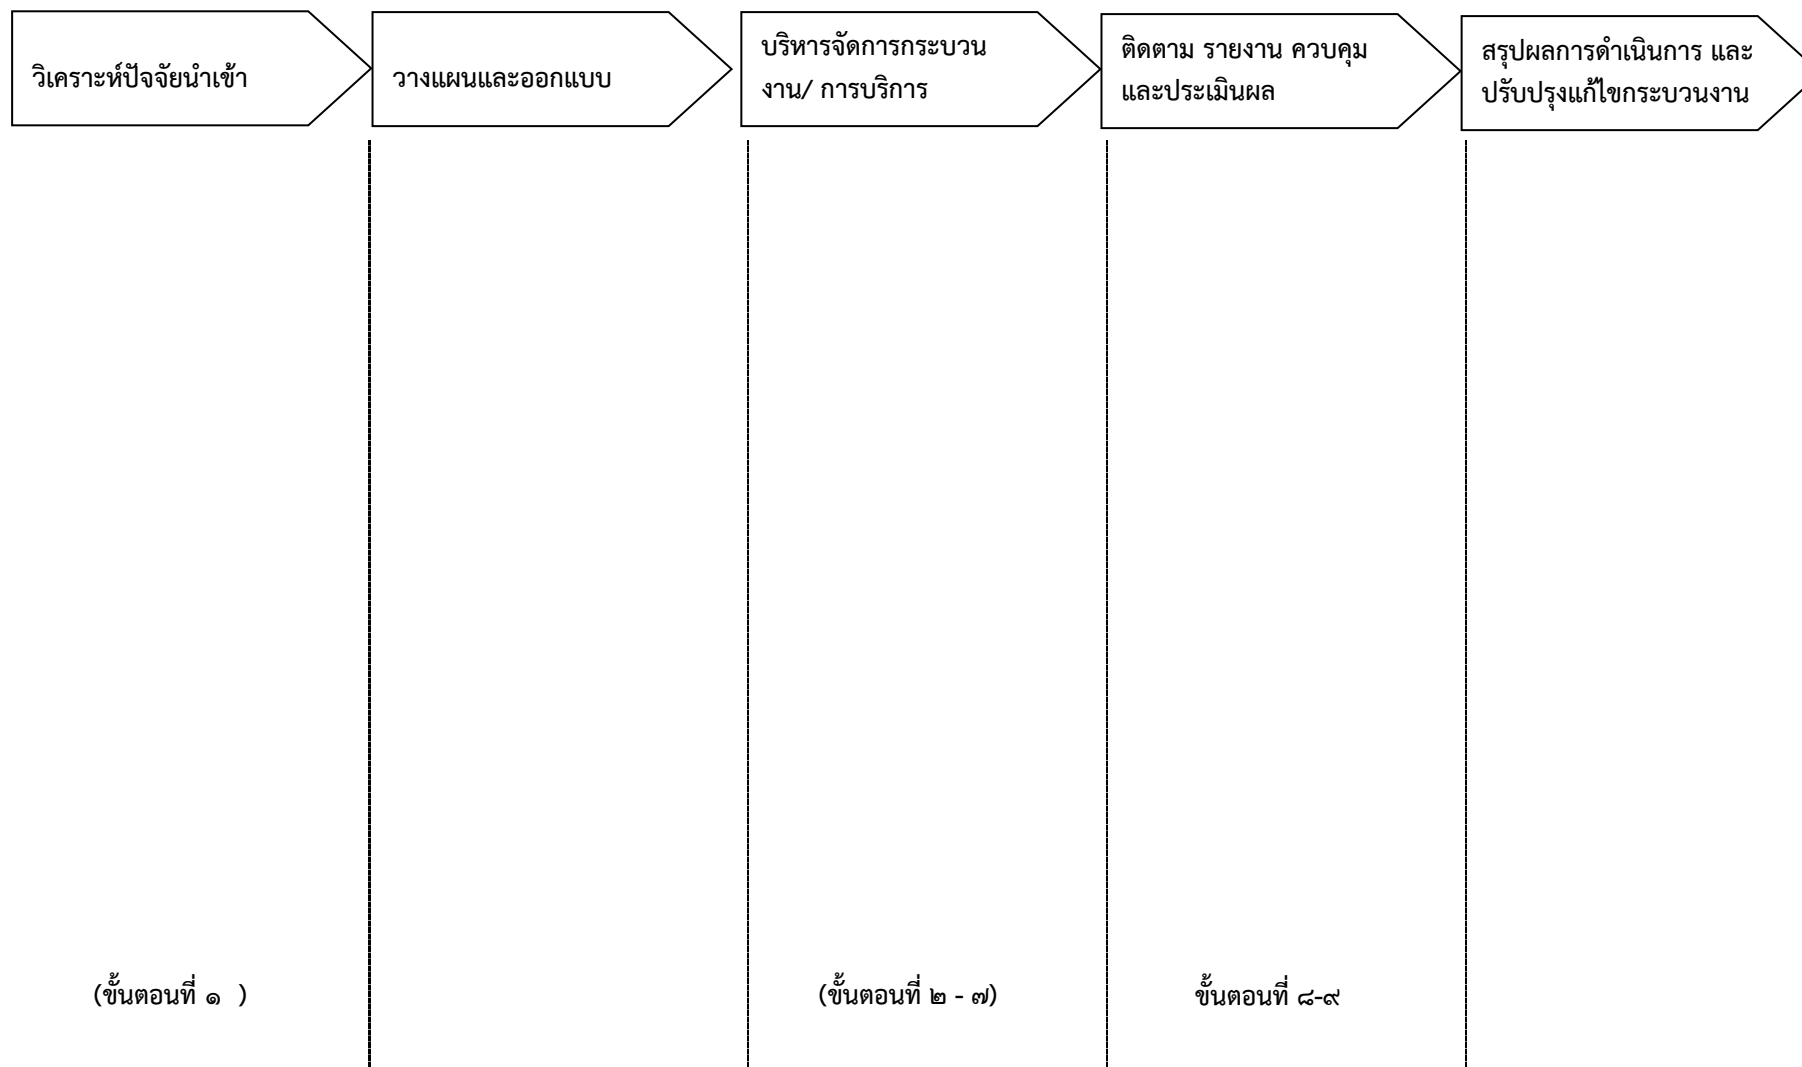 วิเคราะห์ปัจจัยนำเข้า
วางแผนและออกแบบ
บริหารจัดการกระบวน
งาน/ การบริการ
ติดตาม รายงาน ควบคุม
และประเมินผล
สรุปผลการดำเนินการ และ
ปรับปรุงแก้ไขกระบวนงาน
(ขั้นตอนที่ ๑  )
(ขั้นตอนที่ ๒ - ๗)
ขั้นตอนที่ ๘-๙